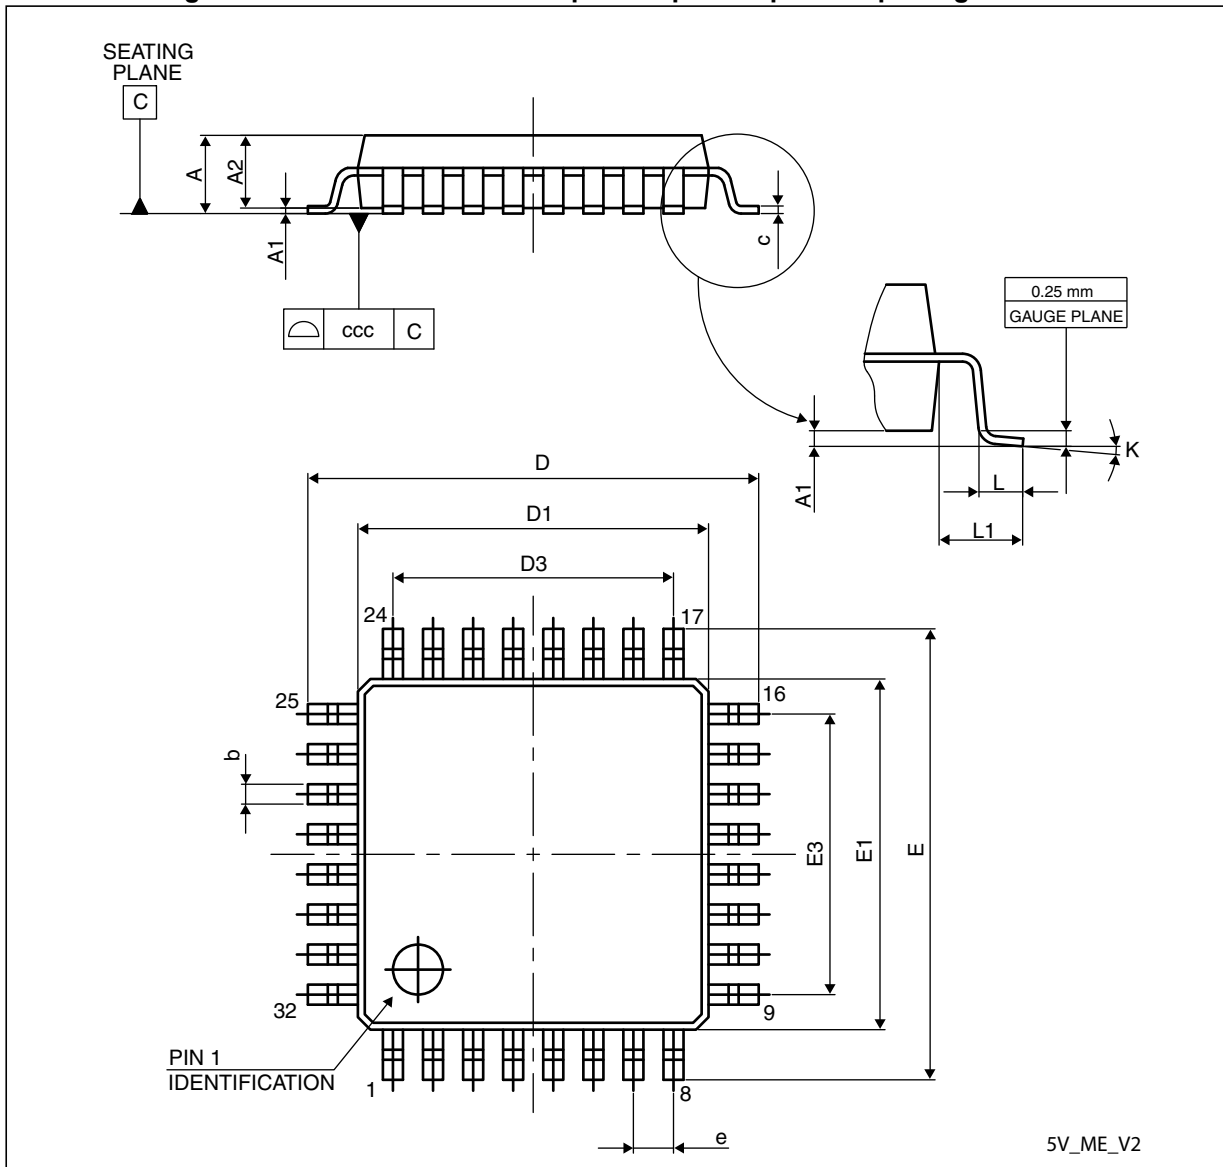 SEATING
PLANE
C
A
A2
A1
c
ccc
C
0.25 mm
GAUGE PLANE
K
A1
L
L1
D
D1
D3
24
17
25
16
b
E3
E1
E
32
9
PIN 1
IDENTIFICATION
1
8
e
5V_ME_V2